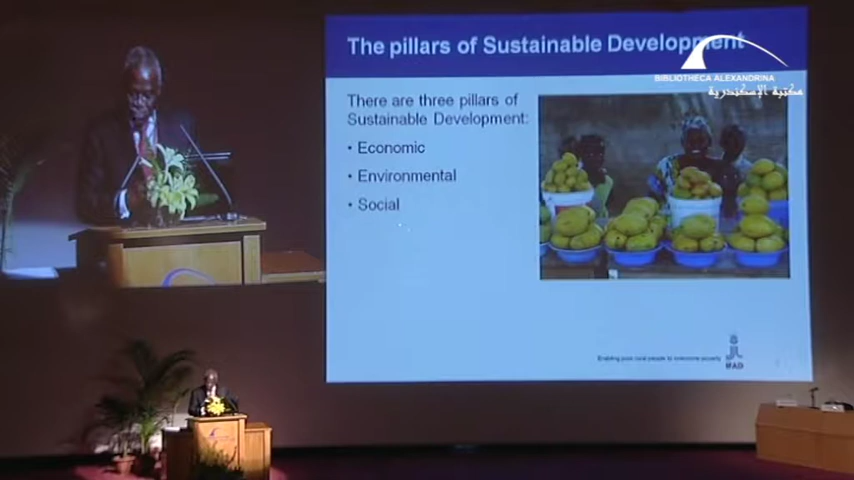 The pillars of Sustainable Development
BIBLIOTHECA ALEXANDRINA
مكتبة الإسكندرية
There are three pillars of
Sustainable Development:
• Economic
• Environmental
• Social
Enabling poor rural people to overcome poverty
IFAD